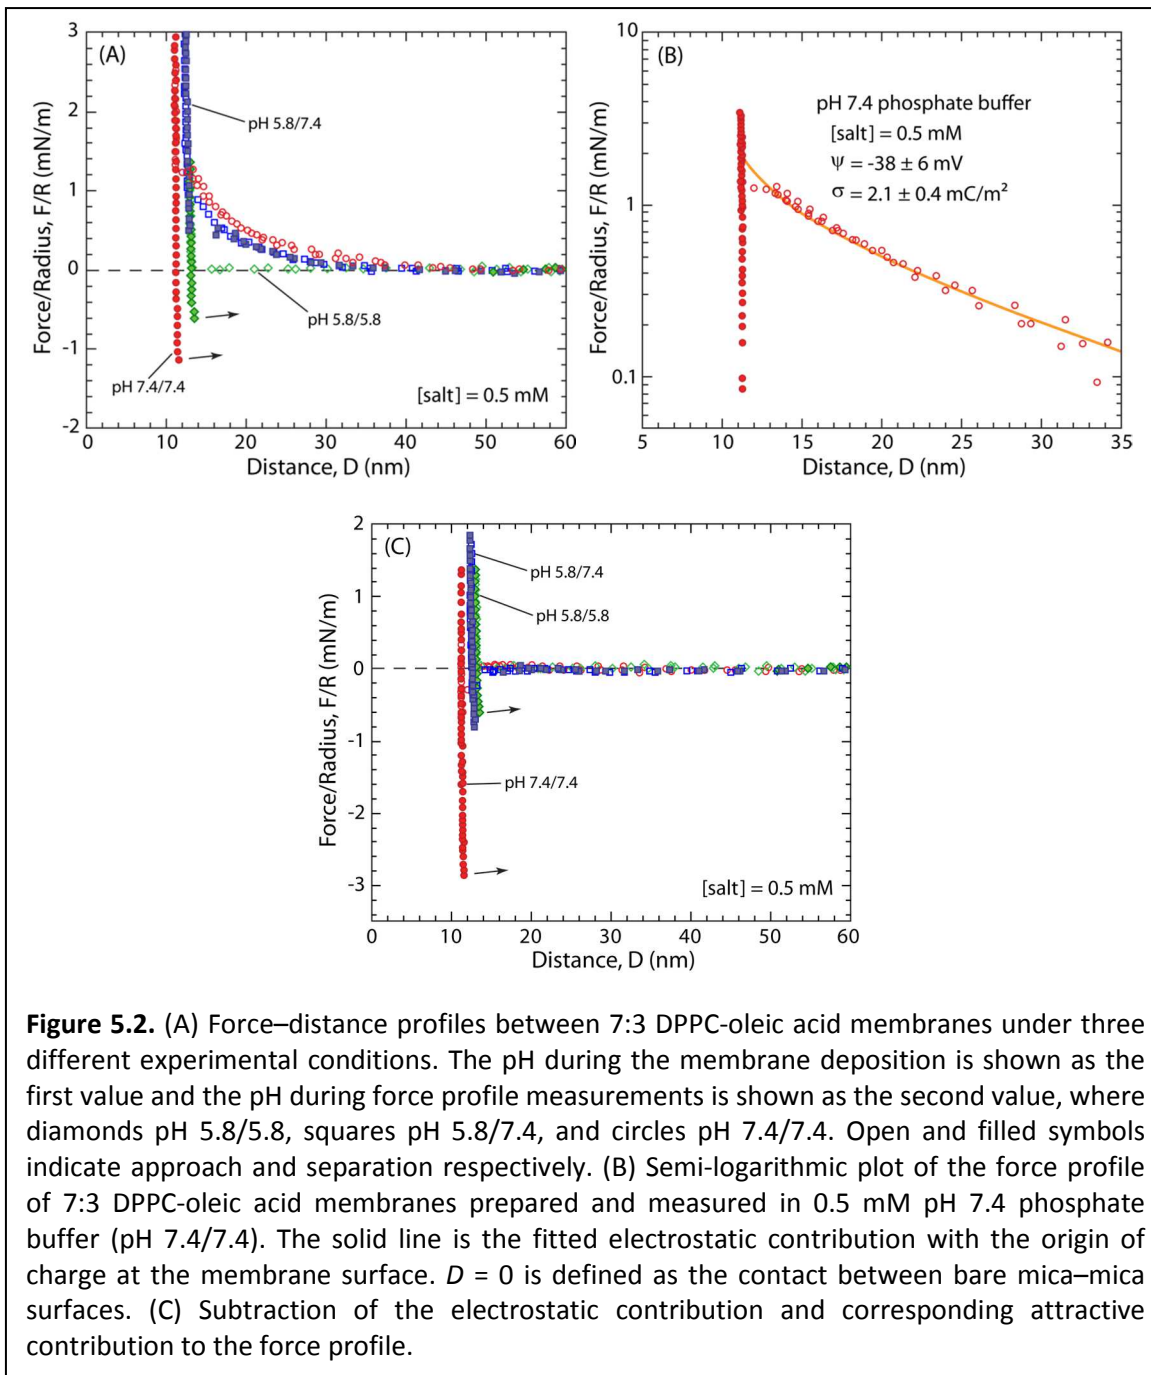 (A)
3
2
1
0
-1
-2
Force/Radius, F/R (mN/m)
pH 5.8/7.4
pH 5.8/5.8
pH 7.4/7.4
[salt] = 0.5 mM
0 10 20 30 40 50 60
Distance, D (nm)
(B)
10
1
0.1
Force/Radius, F/R (mN/m)
pH 7.4 phosphate buffer
[salt] = 0.5 mM
Ψ = -38 ± 6 mV
σ = 2.1 ± 0.4 mC/m²
5 10 15 20 25 30 35
Distance, D (nm)
(C)
2
1
0
-1
-2
-3
Force/Radius, F/R (mN/m)
pH 5.8/7.4
pH 5.8/5.8
pH 7.4/7.4
[salt] = 0.5 mM
0 10 20 30 40 50 60
Distance, D (nm)
Figure 5.2. (A) Force–distance profiles between 7:3 DPPC-oleic acid membranes under three
different experimental conditions. The pH during the membrane deposition is shown as the
first value and the pH during force profile measurements is shown as the second value, where
diamonds pH 5.8/5.8, squares pH 5.8/7.4, and circles pH 7.4/7.4. Open and filled symbols
indicate approach and separation respectively. (B) Semi-logarithmic plot of the force profile
of 7:3 DPPC-oleic acid membranes prepared and measured in 0.5 mM pH 7.4 phosphate
buffer (pH 7.4/7.4). The solid line is the fitted electrostatic contribution with the origin of
charge at the membrane surface. D = 0 is defined as the contact between bare mica–mica
surfaces. (C) Subtraction of the electrostatic contribution and corresponding attractive
contribution to the force profile.